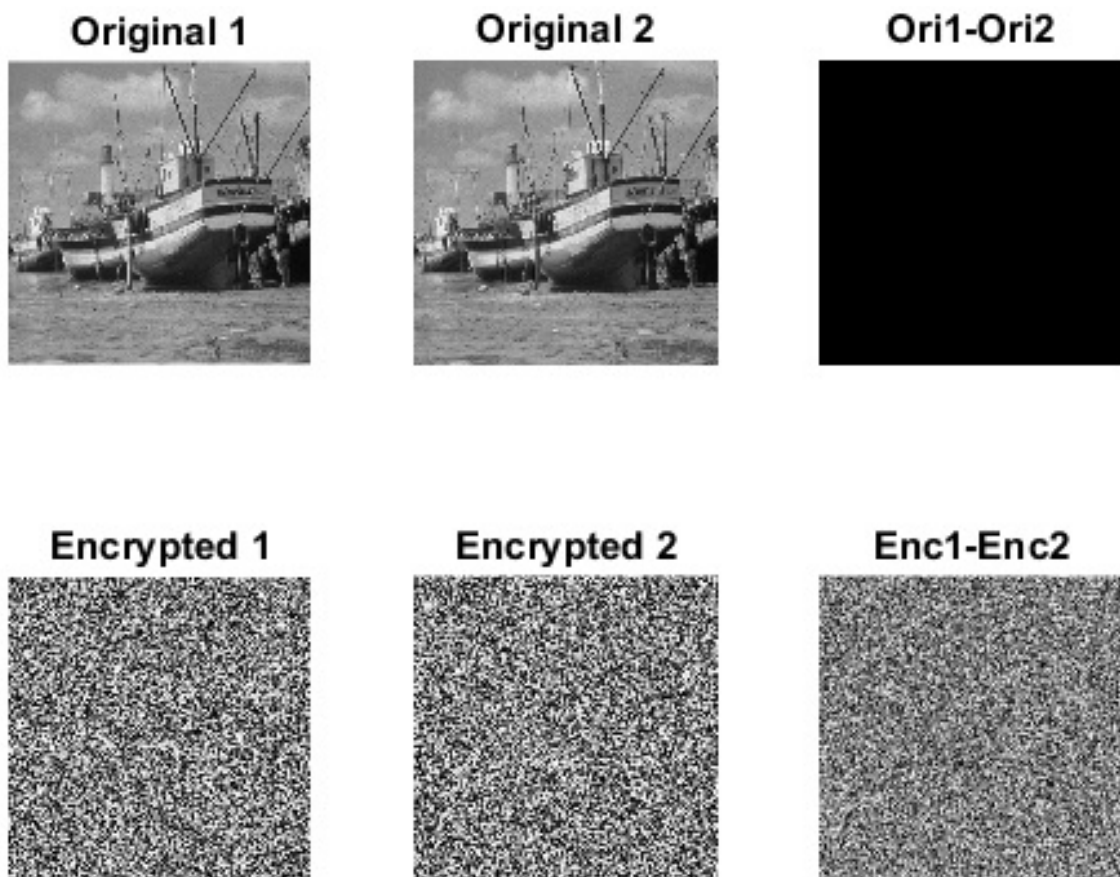 Original 1
Original 2
Ori1-Ori2
Encrypted 1
Encrypted 2
Enc1-Enc2